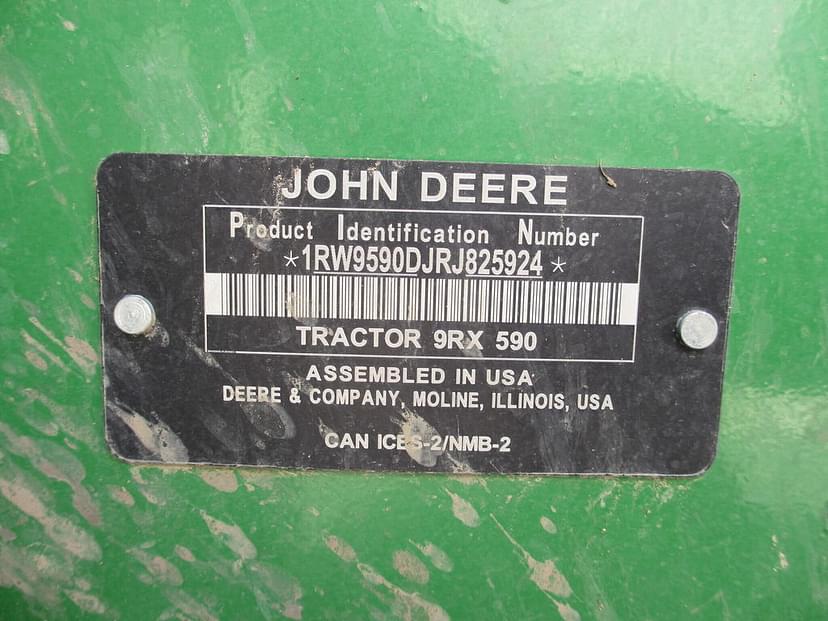 JOHN DEERE
Product Identification Number
*1RW9590DJRJ825924*
TRACTOR 9RX 590
ASSEMBLED IN USA
DEERE & COMPANY, MOLINE, ILLINOIS, USA
CAN ICES-2/NMB-2